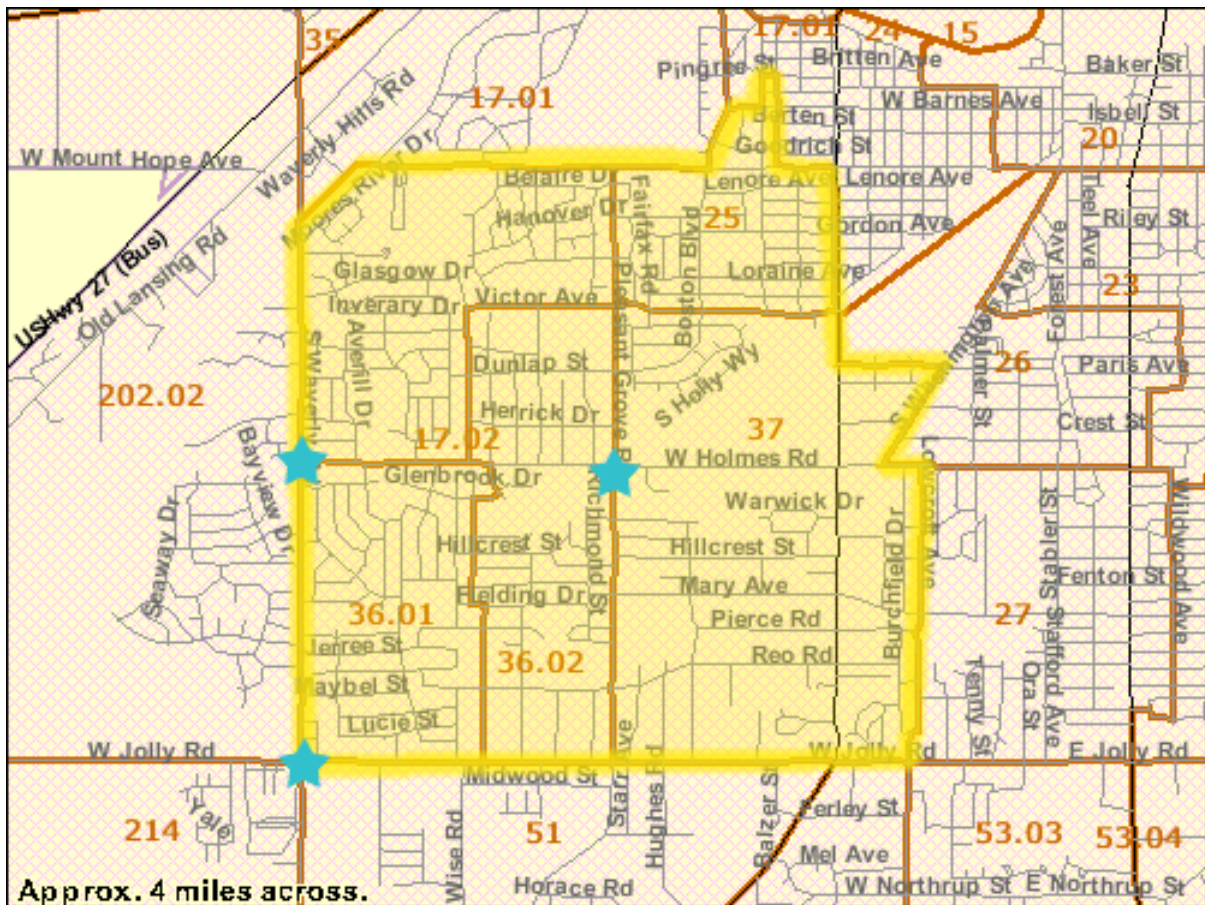 35
17.01
24
15
Pingree St
Britten Ave
Baker St
17.01
W Barnes Ave
Isbell St
Berten St
20
W Mount Hope Ave
Waverly Hills Rd
Goodrich St
Moores River Dr
Belaire Dr
Lenore Ave
Lenore Ave
Teel Ave
Hanover Dr
Fairfax Rd
25
Gordon Ave
Riley St
USHwy 27 (Bus)
Old Lansing Rd
Glasgow Dr
Boston Blvd
Loraine Ave
Forest Ave
23
Inverary Dr
Victor Ave
Pleasant Grove R
S Waverly
Averill Dr
Dunlap St
S Holly Wy
S Washington Ave
Palmer St
26
Paris Ave
202.02
Herrick Dr
37
Crest St
17.02
Bayview Dr
Glenbrook Dr
W Holmes Rd
Seaway Dr
Richmond St
Warwick Dr
Lowcroft Ave
Wildwood Ave
Hillcrest St
Hillcrest St
Burchfield Dr
Stabler St
Fielding Dr
Mary Ave
Fenton St
36.01
Pierce Rd
27
Jerree St
36.02
Reo Rd
Stafford Ave
Maybel St
Tenny St
Ora St
Lucie St
W Jolly Rd
W Jolly Rd
E Jolly Rd
Midwood St
Starr Ave
Hughes Rd
Balzer St
Yale
Ferley St
214
Wise Rd
51
53.03
53.04
Mel Ave
Approx. 4 miles across.
Horace Rd
W Northrup St
E Northrup St